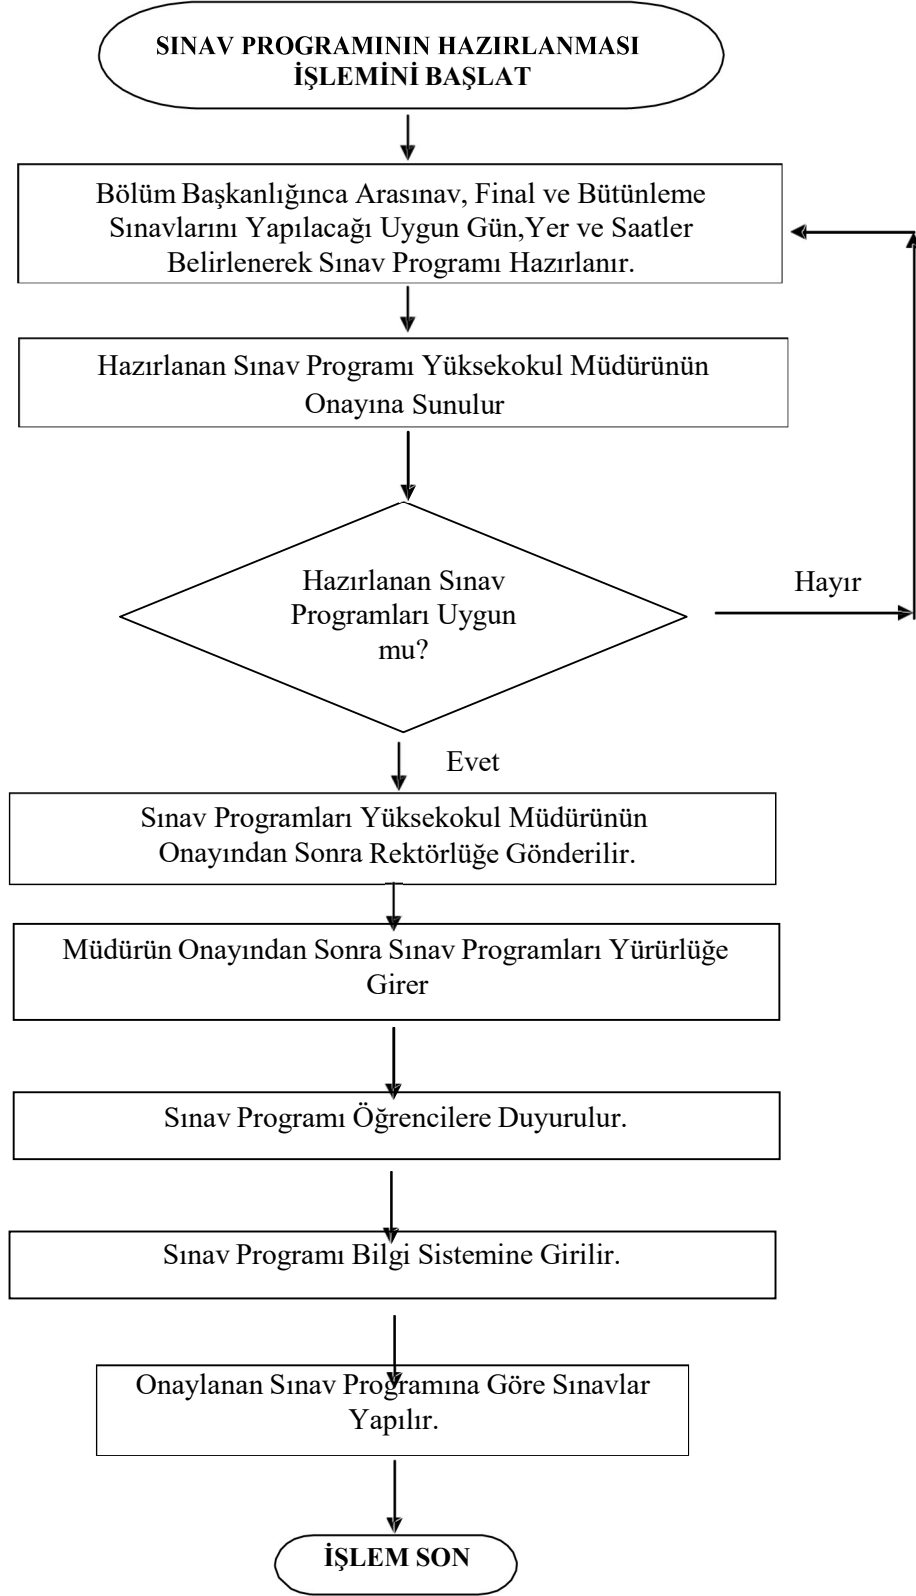 SINAV PROGRAMININ HAZIRLANMASI
İŞLEMİNİ BAŞLAT
Bölüm Başkanlığınca Arasınav, Final ve Bütünleme
Sınavlarını Yapılacağı Uygun Gün,Yer ve Saatler
Belirlenerek Sınav Programı Hazırlanır.
Hazırlanan Sınav Programı Yüksekokul Müdürünün
Onayına Sunulur
Hazırlanan Sınav
Programları Uygun
mu?
Hayır
Evet
Sınav Programları Yüksekokul Müdürünün
Onayından Sonra Rektörlüğe Gönderilir.
Müdürün Onayından Sonra Sınav Programları Yürürlüğe
Girer
Sınav Programı Öğrencilere Duyurulur.
Sınav Programı Bilgi Sistemine Girilir.
Onaylanan Sınav Programına Göre Sınavlar
Yapılır.
İŞLEM SON